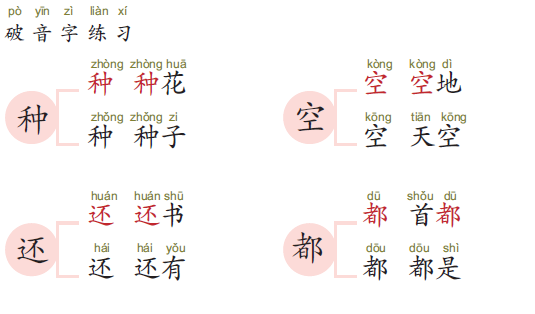 pò yīn zì liàn xí
破音字练习
zhòng zhòng huā
种 种花
种
zhǒng zhǒng zi
种 种子
kòng kòng dì
空 空地
空
kōng tiān kōng
空 天空
huán huán shū
还 还书
还
hái hái yǒu
还 还有
dū shǒu dū
都 首都
都
dōu dōu shì
都 都是